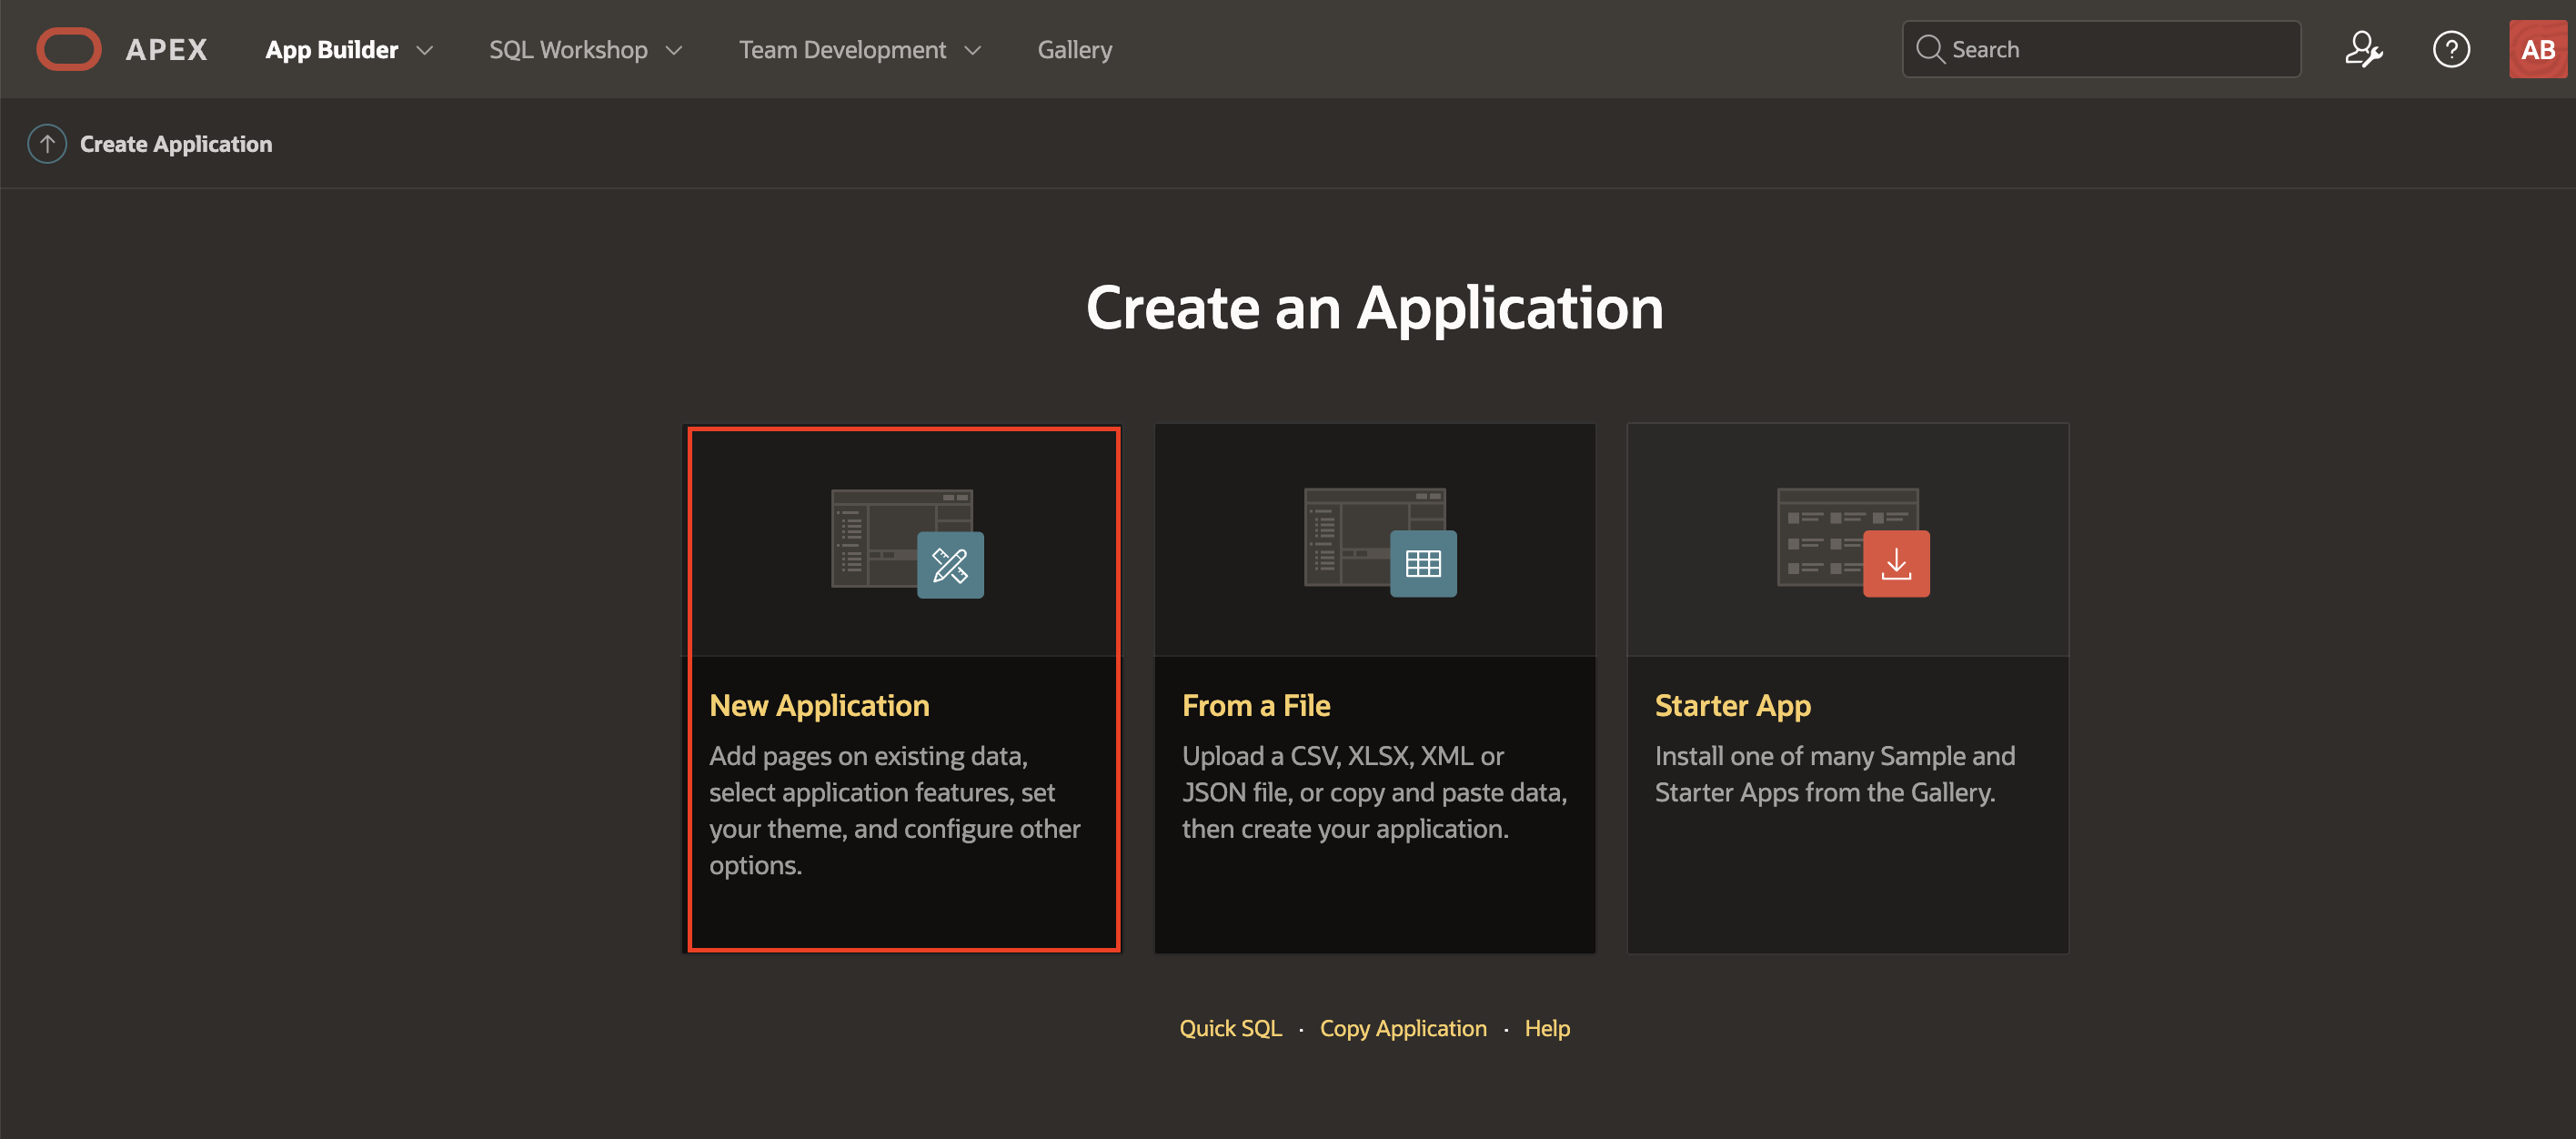 APEX App Builder SQL Workshop Team Development Gallery Search ? AB
Create Application
Create an Application
New Application
Add pages on existing data,
select application features, set
your theme, and configure other
options.
From a File
Upload a CSV, XLSX, XML or
JSON file, or copy and paste data,
then create your application.
Starter App
Install one of many Sample and
Starter Apps from the Gallery.
Quick SQL · Copy Application · Help